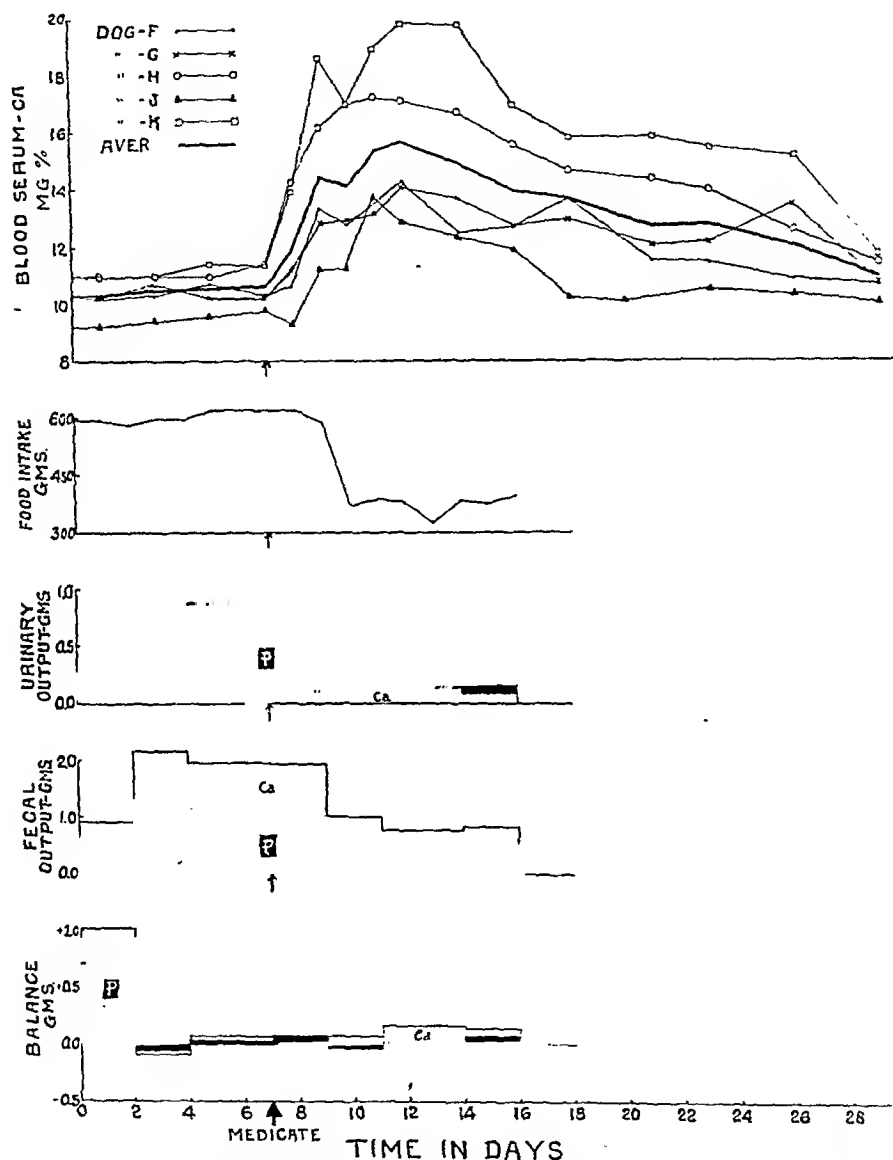 DOG-F
" -G
" -H
" -J
" -K
AVER
BLOOD SERUM-CA
MG %
20
18
16
14
12
10
8
FOOD INTAKE
GMS.
600
450
300
URINARY
OUTPUT-GMS
1.0
0.5
0.0
P
Ca
FECAL
OUTPUT-GMS
2.0
1.0
0.0
Ca
P
BALANCE
GMS.
+1.0
+0.5
0.0
-0.5
P
Ca
0 2 4 6 8 10 12 14 16 18 20 22 24 26 28
MEDICATE
TIME IN DAYS